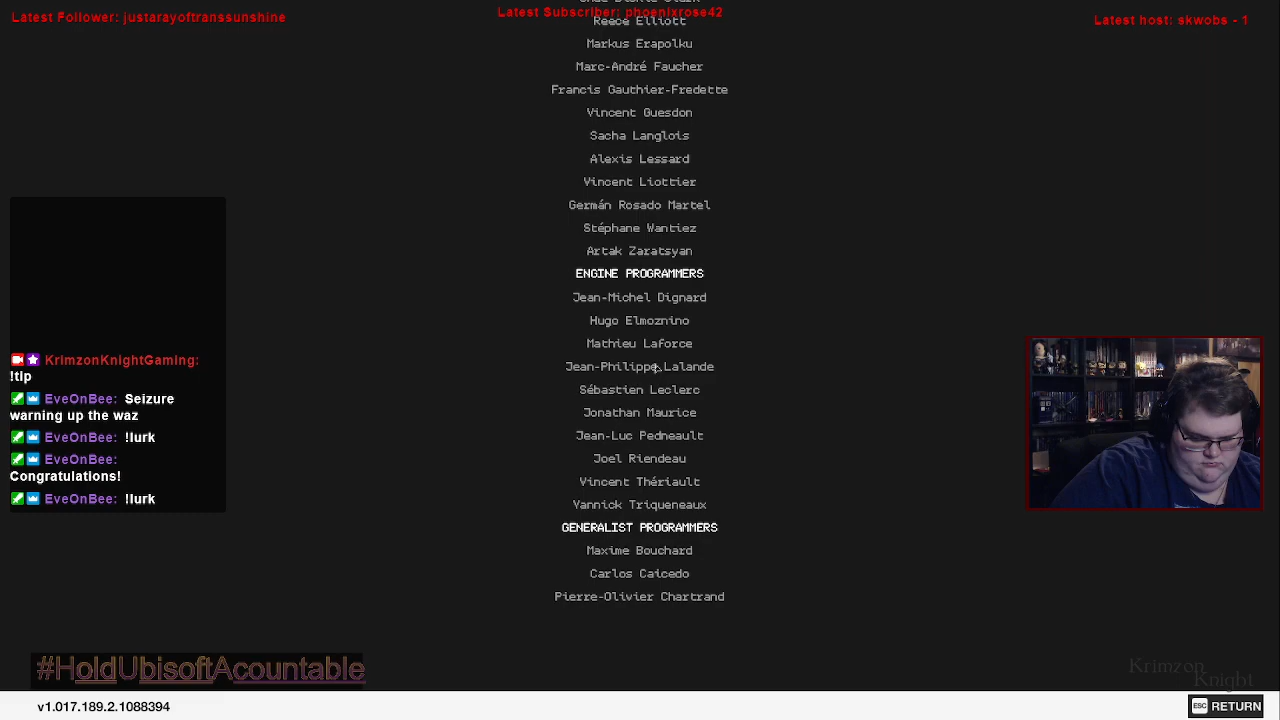 Latest Follower: justarayoftranssunshine
Latest Subscriber: phoenixrose42
Latest host: skwobs - 1
Reece Elliott
Markus Erapolku
Marc-André Faucher
Francis Gauthier-Fredette
Vincent Guesdon
Sacha Langlois
Alexis Lessard
Vincent Liottier
Germán Rosado Martel
Stéphane Wantiez
Artak Zaratsyan
ENGINE PROGRAMMERS
Jean-Michel Dignard
Hugo Elmoznino
Mathieu Laforce
Jean-Philippe Lalande
Sébastien Leclerc
Jonathan Maurice
Jean-Luc Pedneault
Joel Riendeau
Vincent Thériault
Yannick Triqueneaux
GENERALIST PROGRAMMERS
Maxime Bouchard
Carlos Caicedo
Pierre-Olivier Chartrand
KrimzonKnightGaming:
!tip
EveOnBee: Seizure
warning up the waz
EveOnBee: !lurk
EveOnBee:
Congratulations!
EveOnBee: !lurk
#HoldUbisoftAcountable
Krimzon
Knight
v1.017.189.2.1088394
ESC RETURN